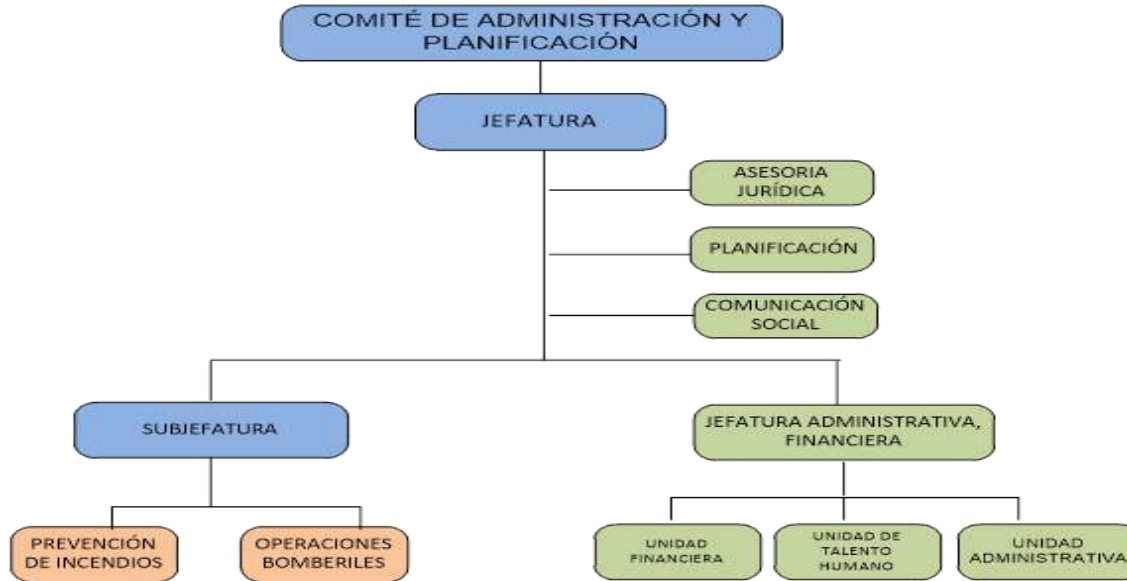 COMITÉ DE ADMINISTRACIÓN Y
PLANIFICACIÓN
JEFATURA
ASESORIA
JURÍDICA
PLANIFICACIÓN
COMUNICACIÓN
SOCIAL
SUBJEFATURA
JEFATURA ADMINISTRATIVA,
FINANCIERA
PREVENCIÓN
DE INCENDIOS
OPERACIONES
BOMBERILES
UNIDAD
FINANCIERA
UNIDAD DE
TALENTO
HUMANO
UNIDAD
ADMINISTRATIVA